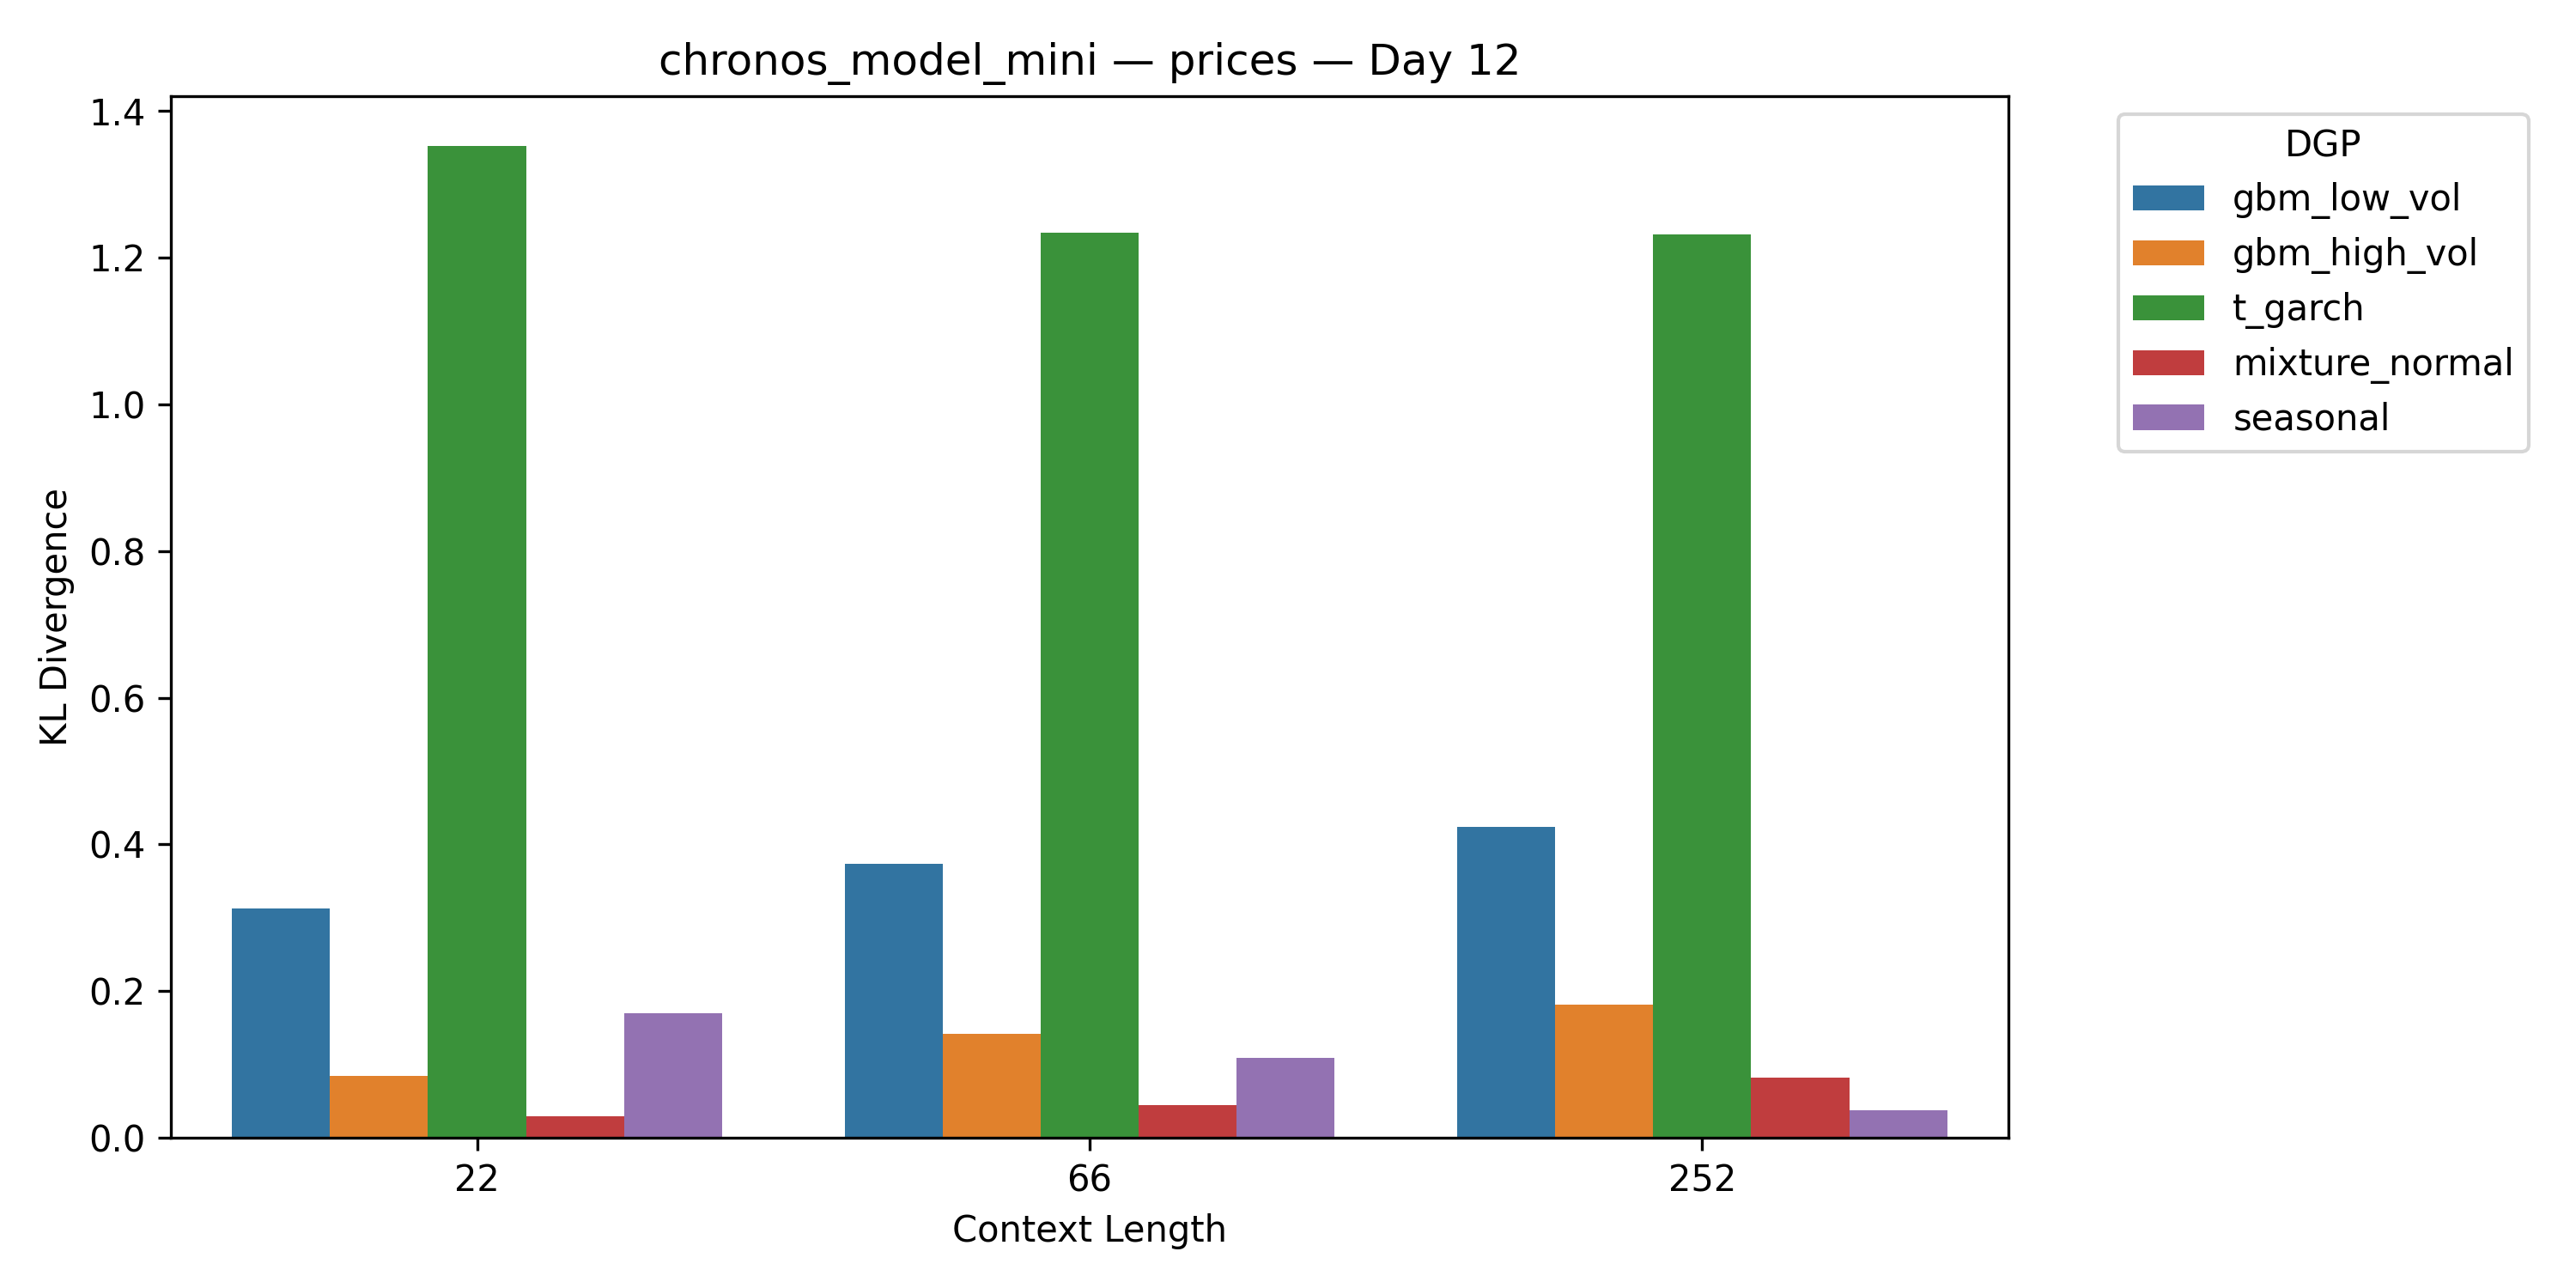 chronos_model_mini — prices — Day 12
KL Divergence
1.4
1.2
1.0
0.8
0.6
0.4
0.2
0.0
22
66
252
Context Length
DGP
gbm_low_vol
gbm_high_vol
t_garch
mixture_normal
seasonal